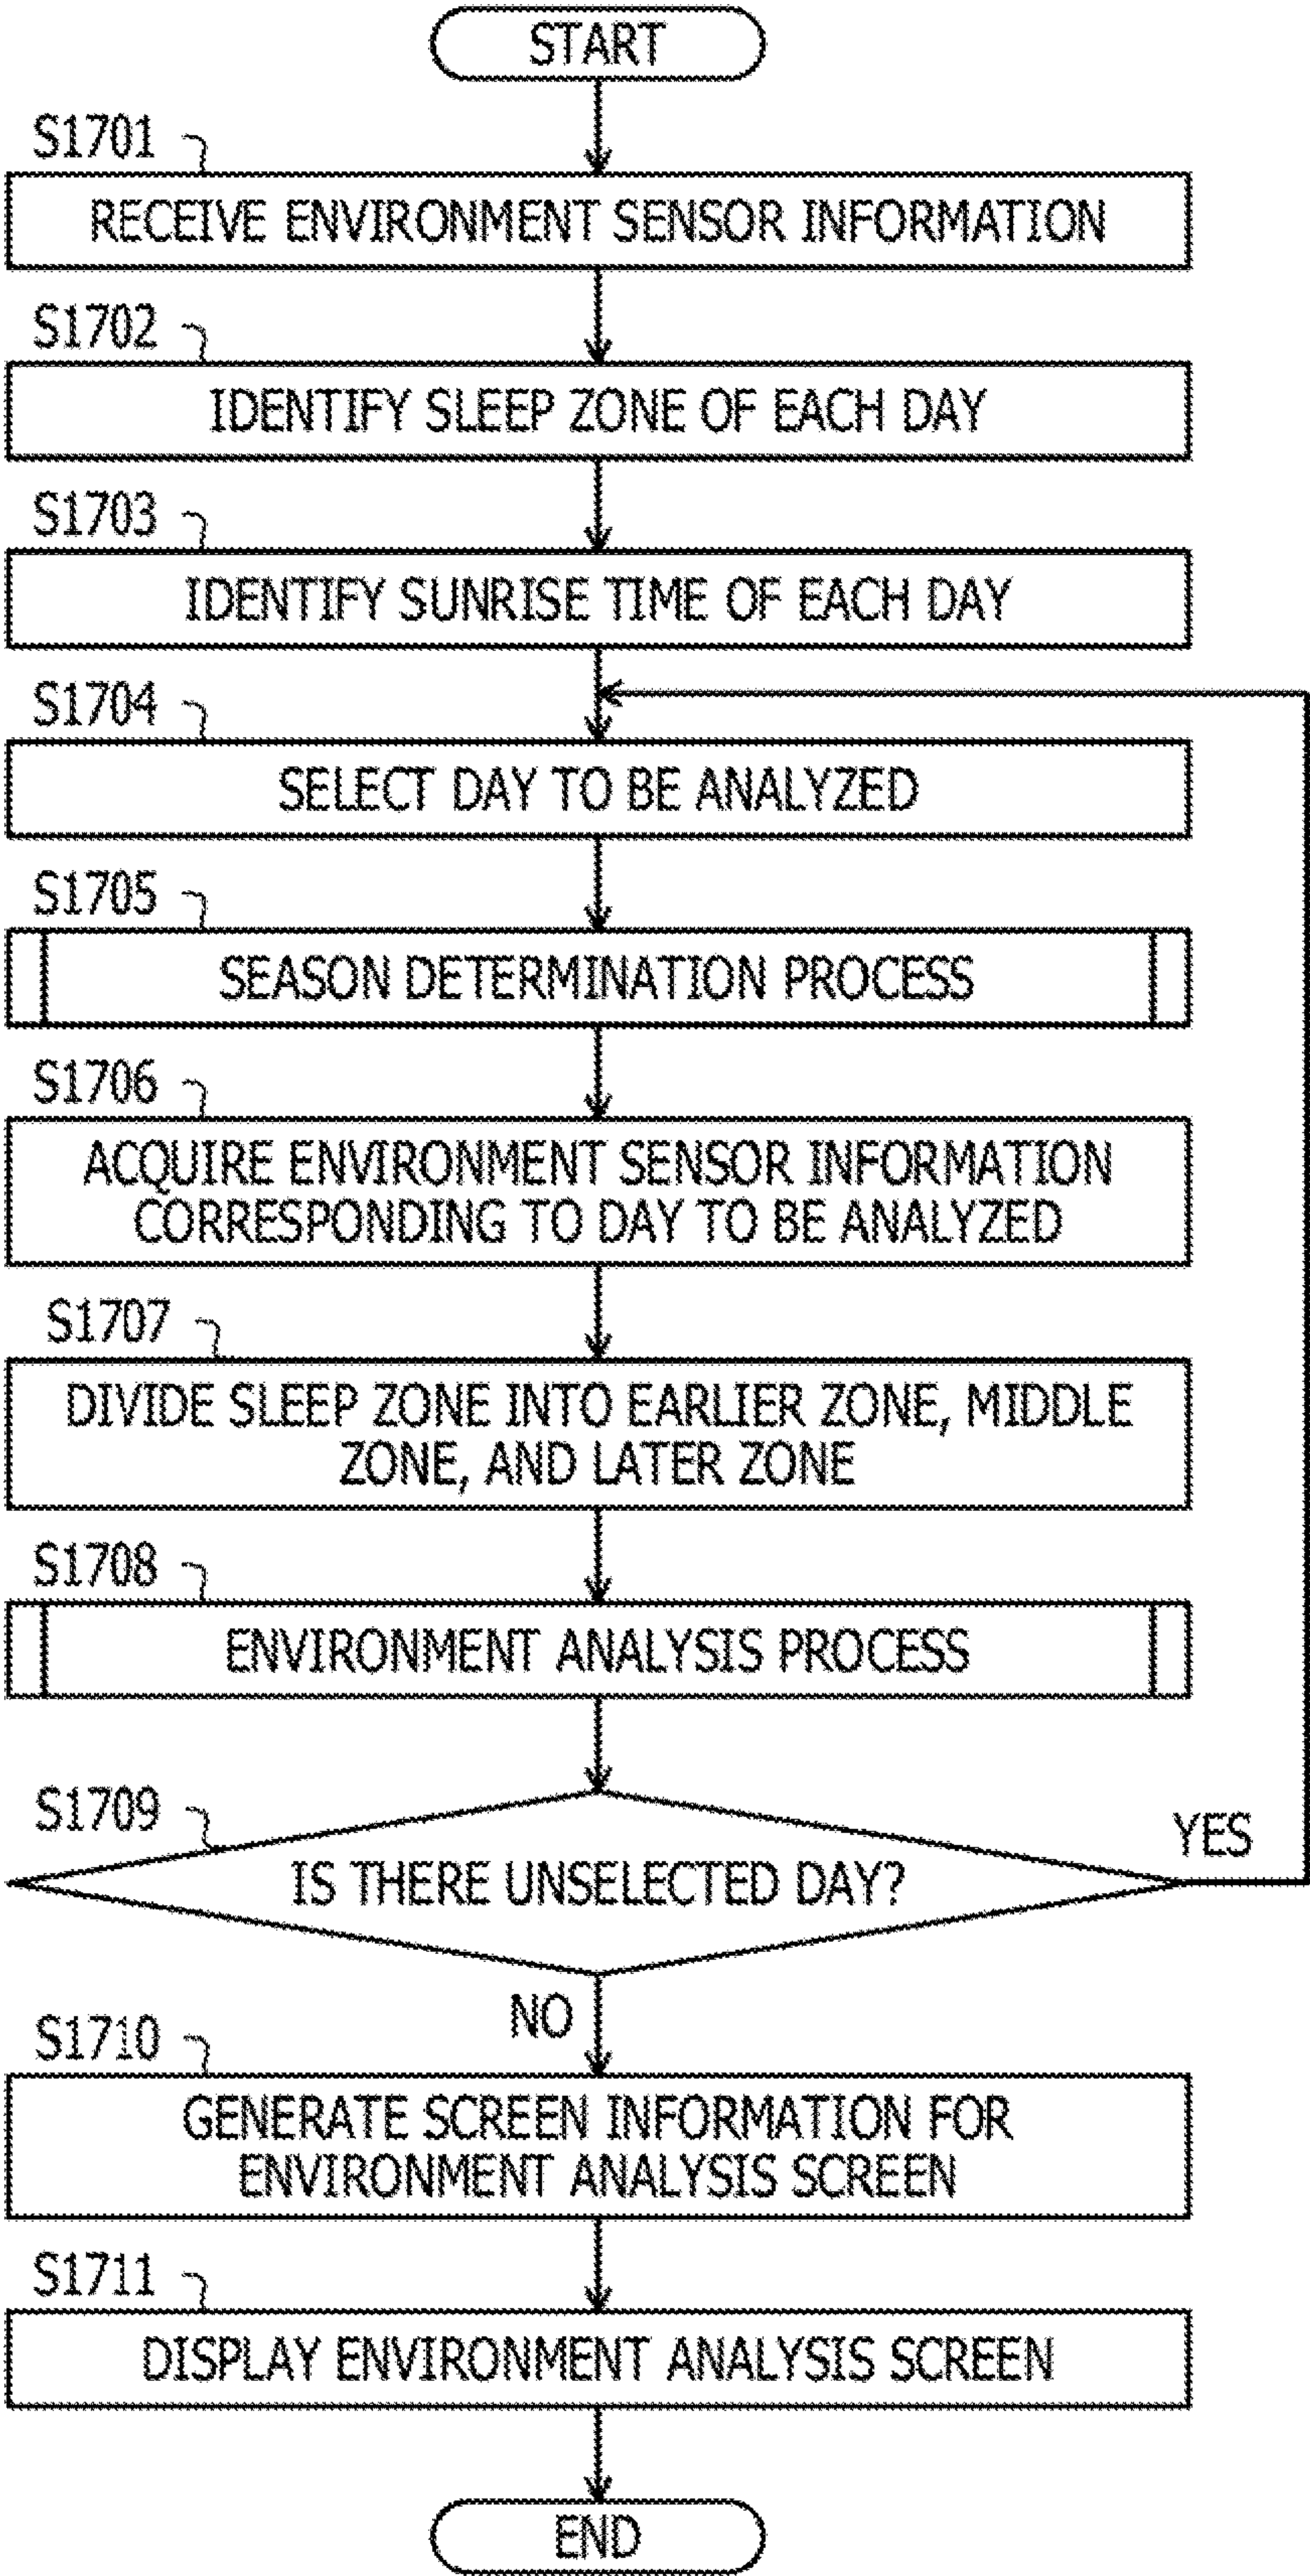 START
S1701
RECEIVE ENVIRONMENT SENSOR INFORMATION
S1702
IDENTIFY SLEEP ZONE OF EACH DAY
S1703
IDENTIFY SUNRISE TIME OF EACH DAY
S1704
SELECT DAY TO BE ANALYZED
S1705
SEASON DETERMINATION PROCESS
S1706
ACQUIRE ENVIRONMENT SENSOR INFORMATION
CORRESPONDING TO DAY TO BE ANALYZED
S1707
DIVIDE SLEEP ZONE INTO EARLIER ZONE, MIDDLE
ZONE, AND LATER ZONE
S1708
ENVIRONMENT ANALYSIS PROCESS
S1709
YES
IS THERE UNSELECTED DAY?
NO
S1710
GENERATE SCREEN INFORMATION FOR
ENVIRONMENT ANALYSIS SCREEN
S1711
DISPLAY ENVIRONMENT ANALYSIS SCREEN
END